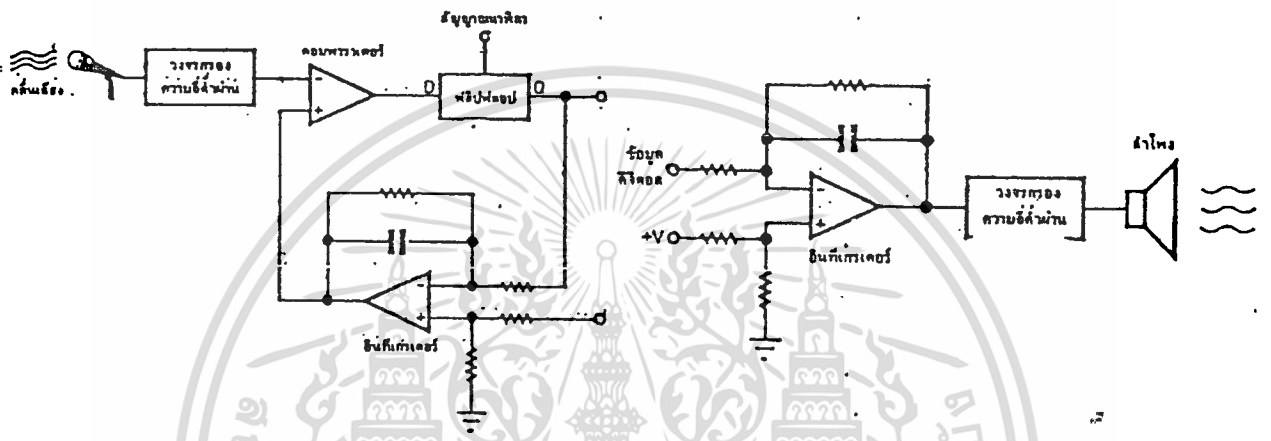 สัญญาณนาฬิกา
คอมพาราเตอร์
วงจรกรอง
ความถี่ต่ำผ่าน
คลื่นเสียง
-
+
D
ฟลิปฟลอป
Q
-
+
อินทิเกรเตอร์
ข้อมูล
ดิจิตอล
+V
-
+
อินทิเกรเตอร์
วงจรกรอง
ความถี่ต่ำผ่าน
ลำโพง